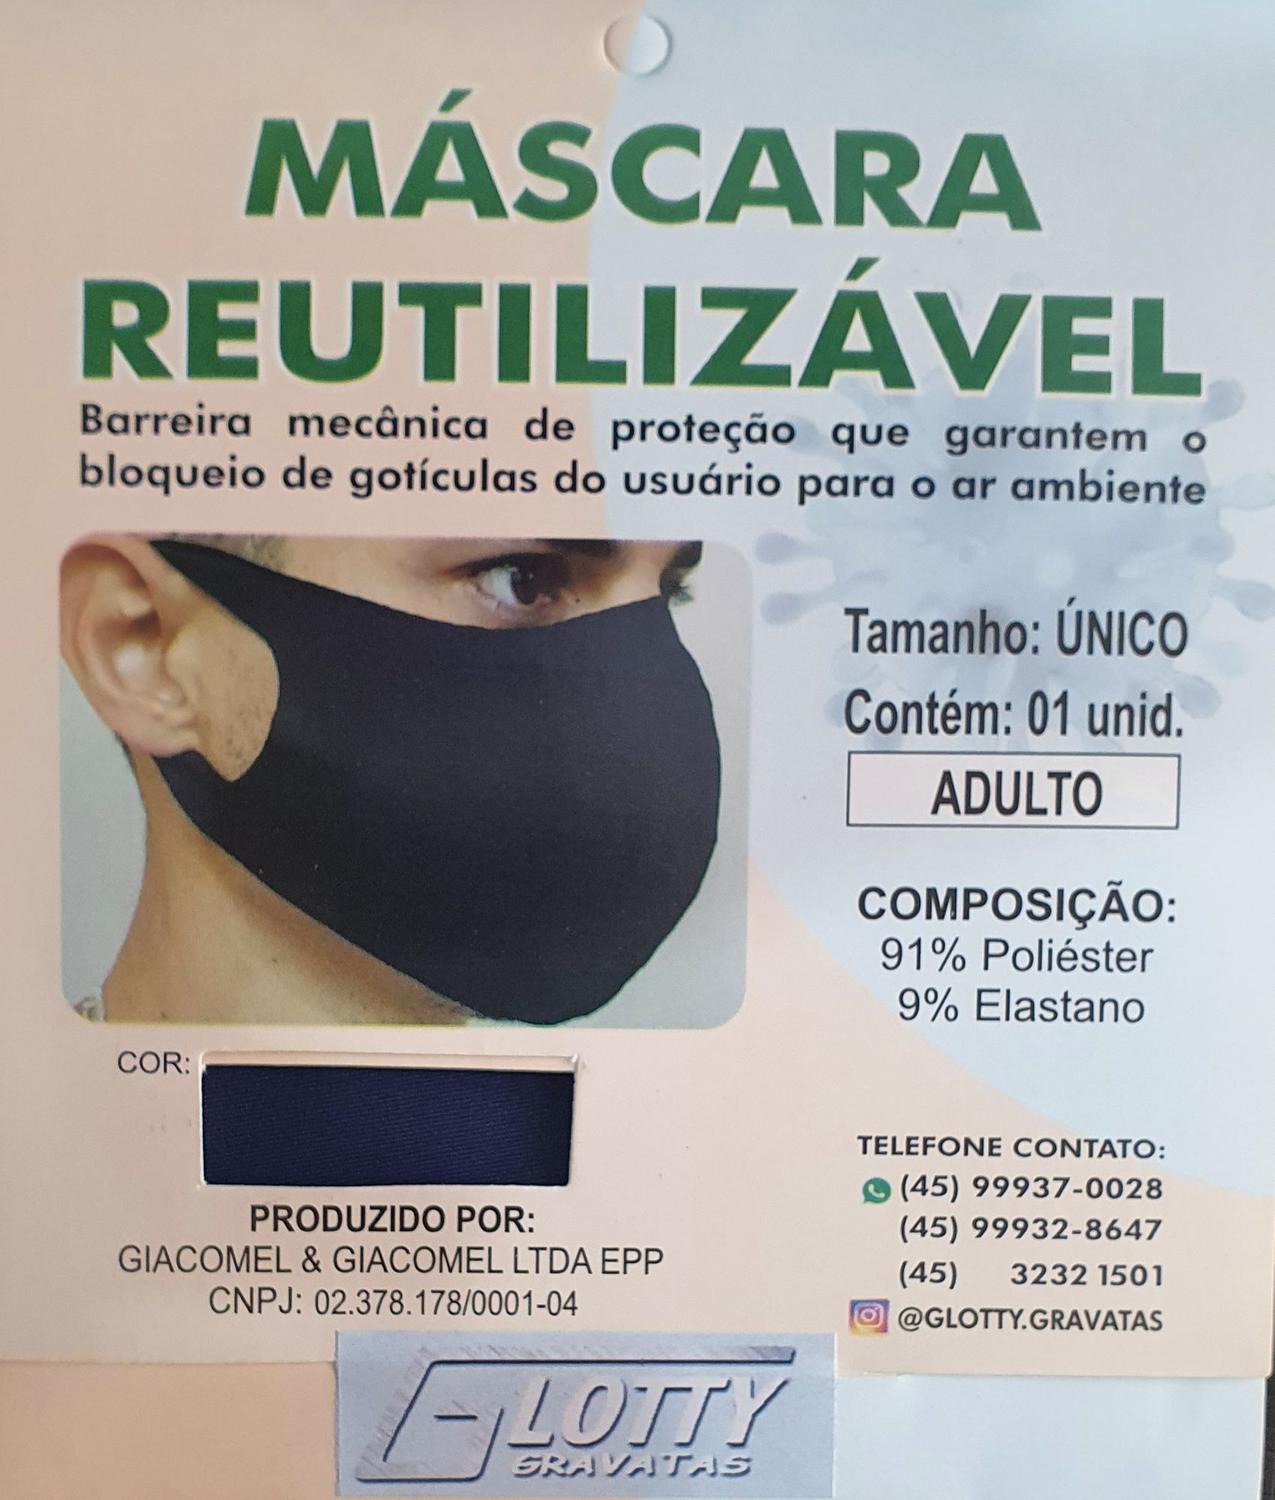 MÁSCARA
REUTILIZÁVEL
Barreira mecânica de proteção que garantem o
bloqueio de gotículas do usuário para o ar ambiente
Tamanho: ÚNICO
Contém: 01 unid.
ADULTO
COMPOSIÇÃO:
91% Poliéster
9% Elastano
COR:
PRODUZIDO POR:
GIACOMEL & GIACOMEL LTDA EPP
CNPJ: 02.378.178/0001-04
TELEFONE CONTATO:
(45) 99937-0028
(45) 99932-8647
(45) 3232 1501
@GLOTTY.GRAVATAS
GLOTTY
GRAVATAS